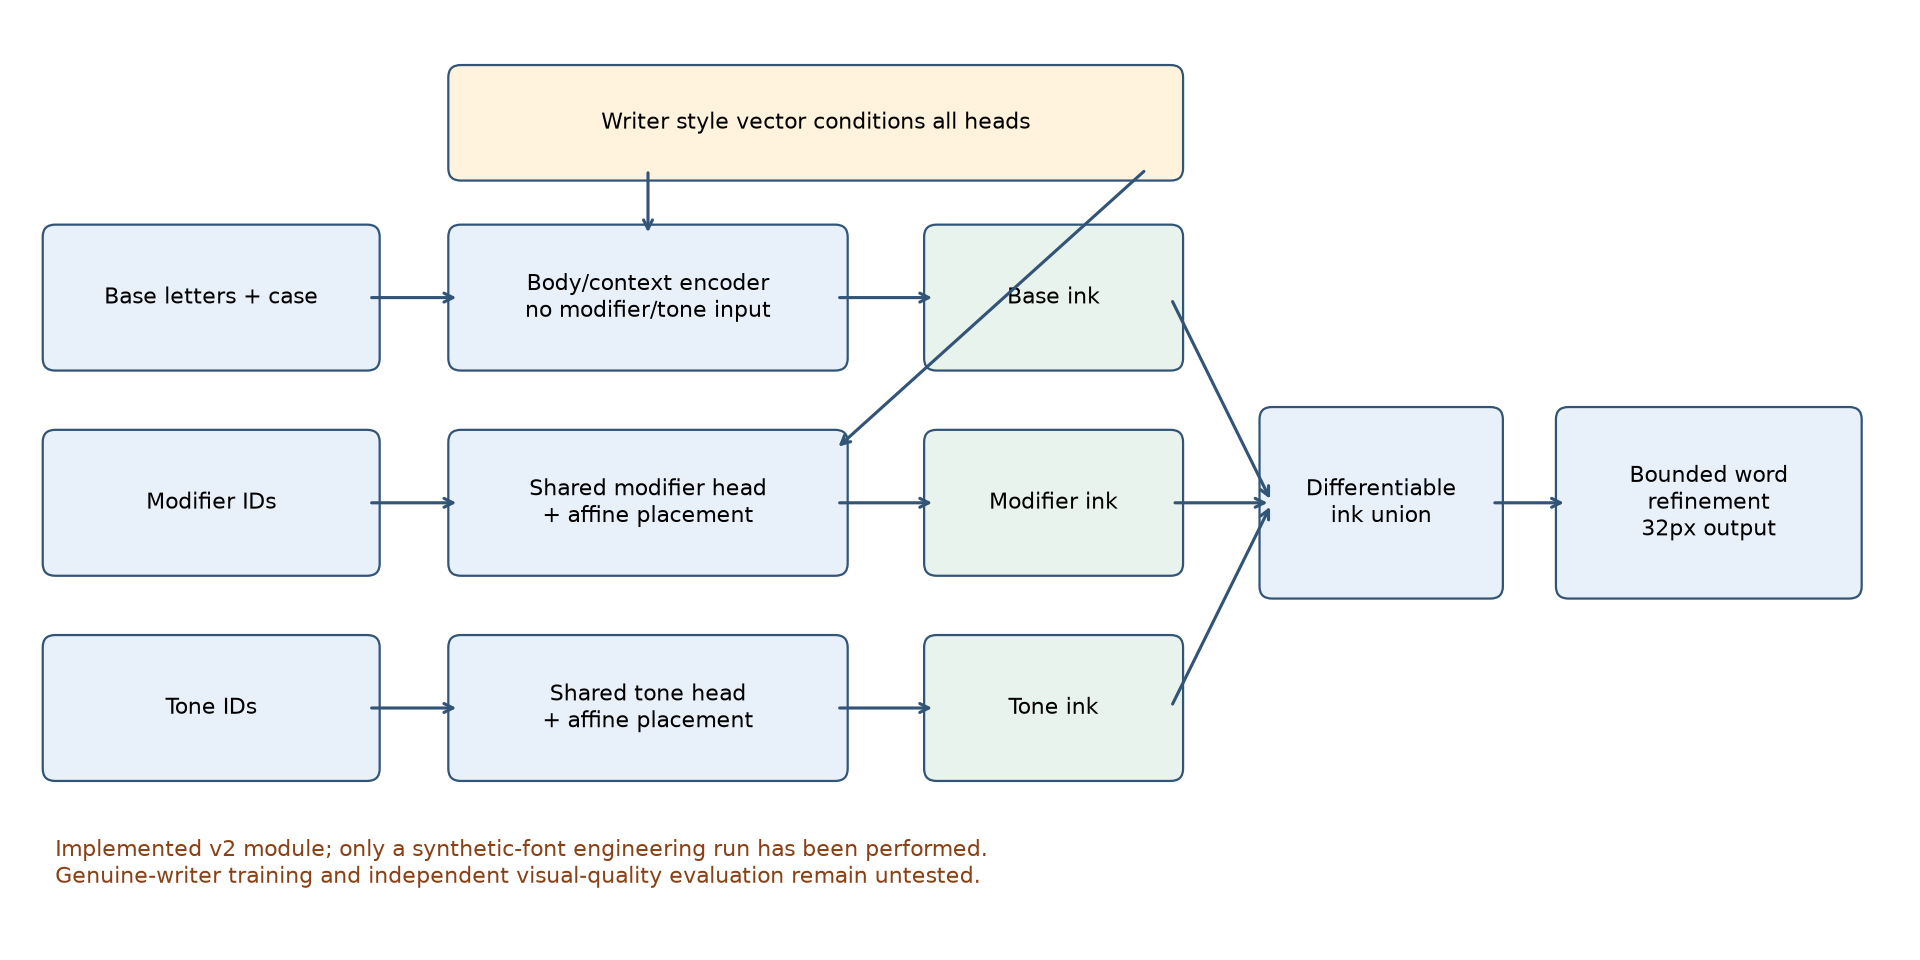 Writer style vector conditions all heads
Base letters + case
Body/context encoder
no modifier/tone input
Base ink
Modifier IDs
Shared modifier head
+ affine placement
Modifier ink
Differentiable
ink union
Bounded word
refinement
32px output
Tone IDs
Shared tone head
+ affine placement
Tone ink
Implemented v2 module; only a synthetic-font engineering run has been performed.
Genuine-writer training and independent visual-quality evaluation remain untested.